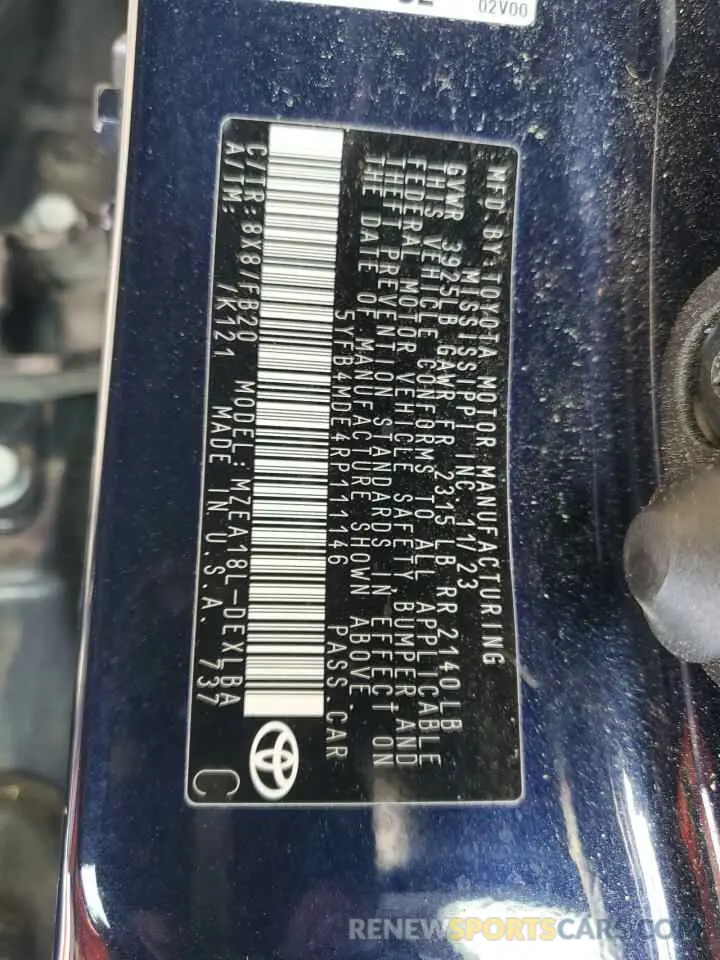 02V00
MFD. BY: TOYOTA MOTOR MANUFACTURING
MISSISSIPPI INC 11/23
GVWR 3925LB GAWR FR 2315 LB RR 2140LB
THIS VEHICLE CONFORMS TO ALL APPLICABLE
FEDERAL MOTOR VEHICLE SAFETY, BUMPER, AND
THEFT PREVENTION STANDARDS IN EFFECT ON
THE DATE OF MANUFACTURE SHOWN ABOVE.
5YFB4MDE4RP111146 PASS CAR
C/TR: 8X8/FB20 MODEL: MZEA18L-DEXLBA
A/TM: /K121 MADE IN U.S.A. 737
C
RENEWSPORTSCARS.COM